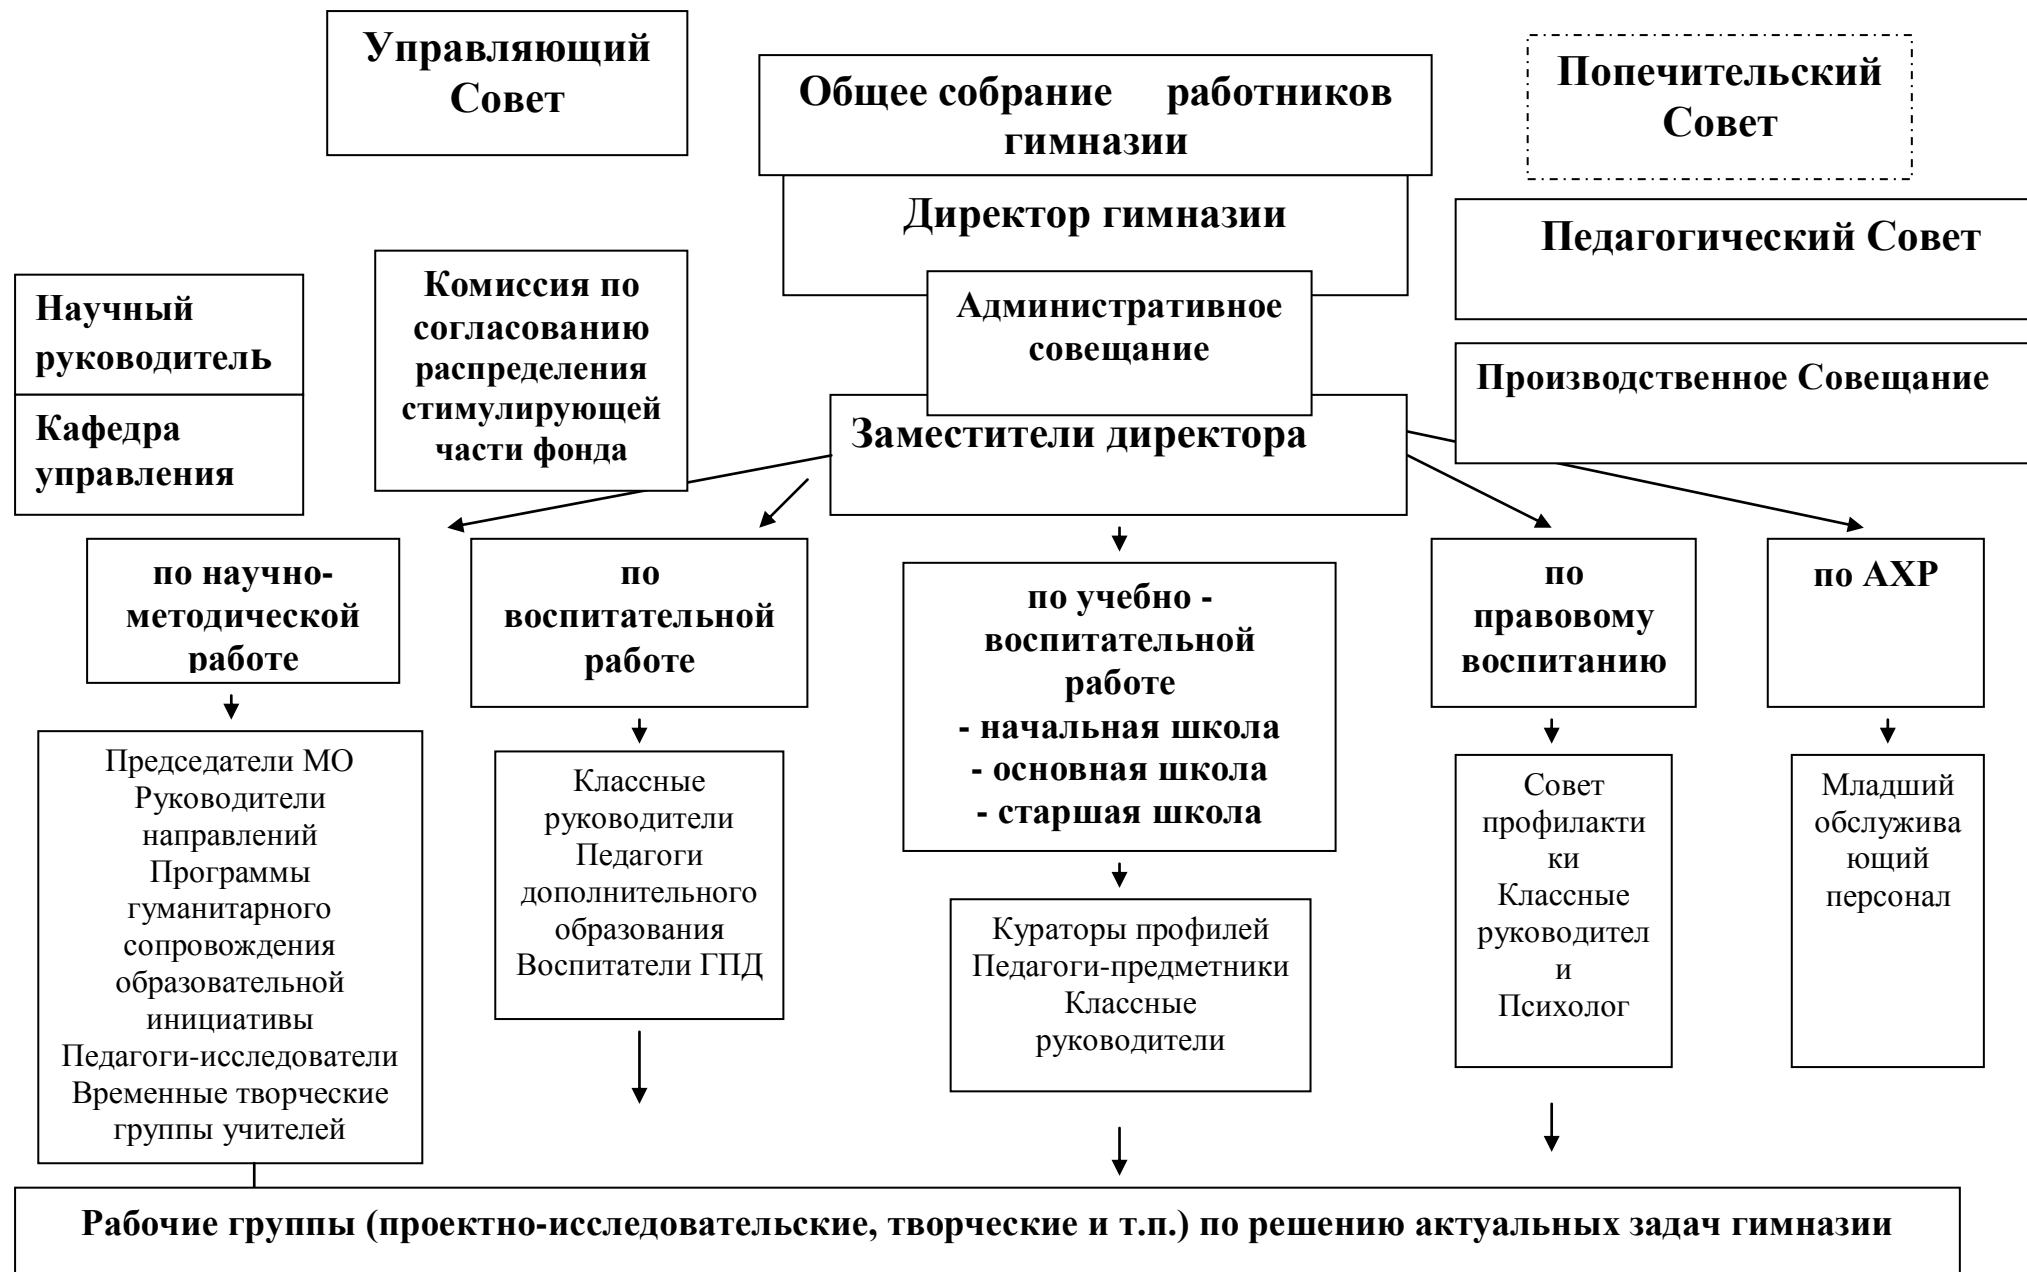 Управляющий
Совет
Общее собрание работников
гимназии
Попечительский
Совет
Директор гимназии
Педагогический Совет
Научный
руководитель
Комиссия по
согласованию
распределения
стимулирующей
части фонда
Административное
совещание
Производственное Совещание
Кафедра
управления
Заместители директора
по научно-
методической
работе
по
воспитательной
работе
по учебно -
воспитательной
работе
- начальная школа
- основная школа
- старшая школа
по
правовому
воспитанию
по АХР
Председатели МО
Руководители
направлений
Программы
гуманитарного
сопровождения
образовательной
инициативы
Педагоги-исследователи
Временные творческие
группы учителей
Классные
руководители
Педагоги
дополнительного
образования
Воспитатели ГПД
Кураторы профилей
Педагоги-предметники
Классные
руководители
Совет
профилакти
ки
Классные
руководител
и
Психолог
Младший
обслужива
ющий
персонал
Рабочие группы (проектно-исследовательские, творческие и т.п.) по решению актуальных задач гимназии